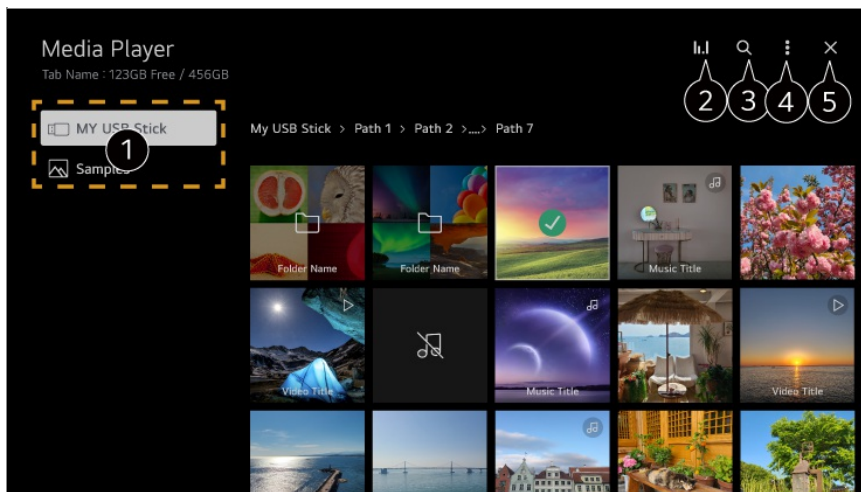 Media Player
Tab Name : 123GB Free / 456GB
2 3 4 5
MY USB Stick
1
Samples
My USB Stick > Path 1 > Path 2 >....> Path 7
Folder Name
Folder Name
Music Title
Video Title
Music Title
Video Title